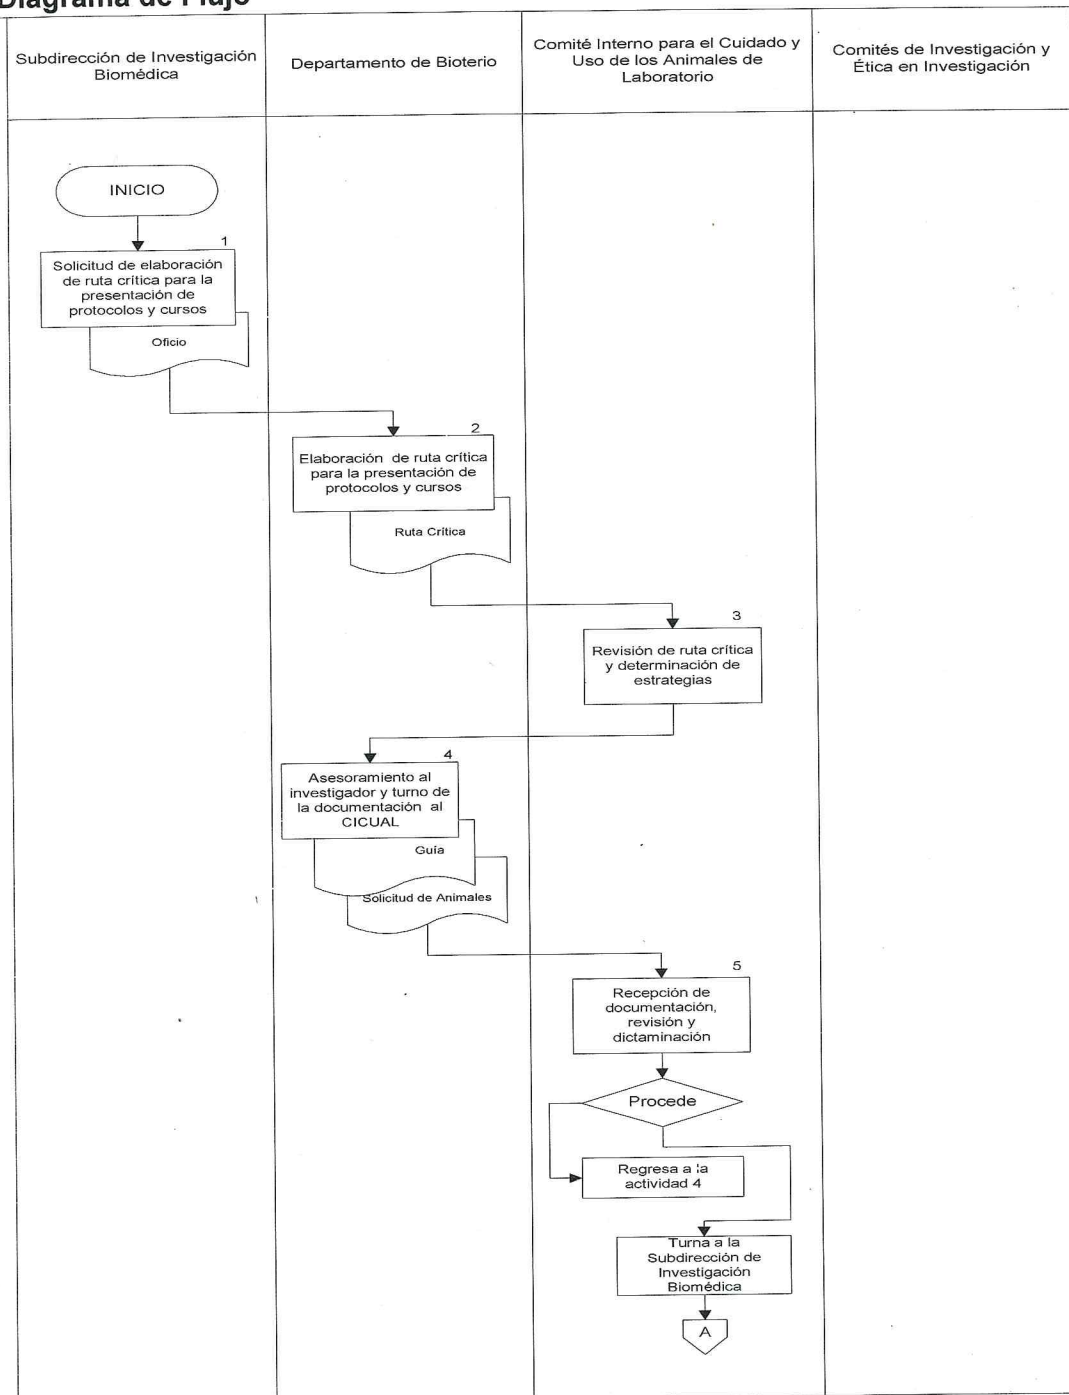 Diagrama de Flujo
Subdirección de Investigación
Biomédica
Departamento de Bioterio
Comité Interno para el Cuidado y
Uso de los Animales de
Laboratorio
Comités de Investigación y
Ética en Investigación
INICIO
1
Solicitud de elaboración
de ruta crítica para la
presentación de
protocolos y cursos
Oficio
2
Elaboración de ruta crítica
para la presentación de
protocolos y cursos
Ruta Crítica
3
Revisión de ruta crítica
y determinación de
estrategias
4
Asesoramiento al
investigador y turno de
la documentación al
CICUAL
Guía
Solicitud de Animales
5
Recepción de
documentación,
revisión y
dictaminación
Procede
Regresa a la
actividad 4
Turna a la
Subdirección de
Investigación
Biomédica
A